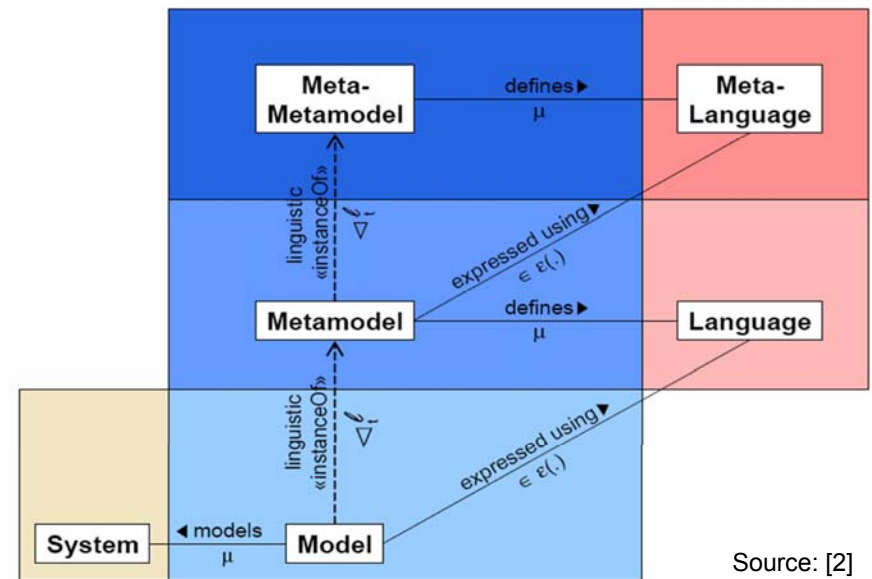 Meta-
Metamodel
defines▶
μ
Meta-
Language
linguistic
«instanceOf»
expressed using▶
∈ ε(.)
Metamodel
defines▶
μ
Language
linguistic
«instanceOf»
expressed using▶
∈ ε(.)
System
◀models
μ
Model
Source: [2]